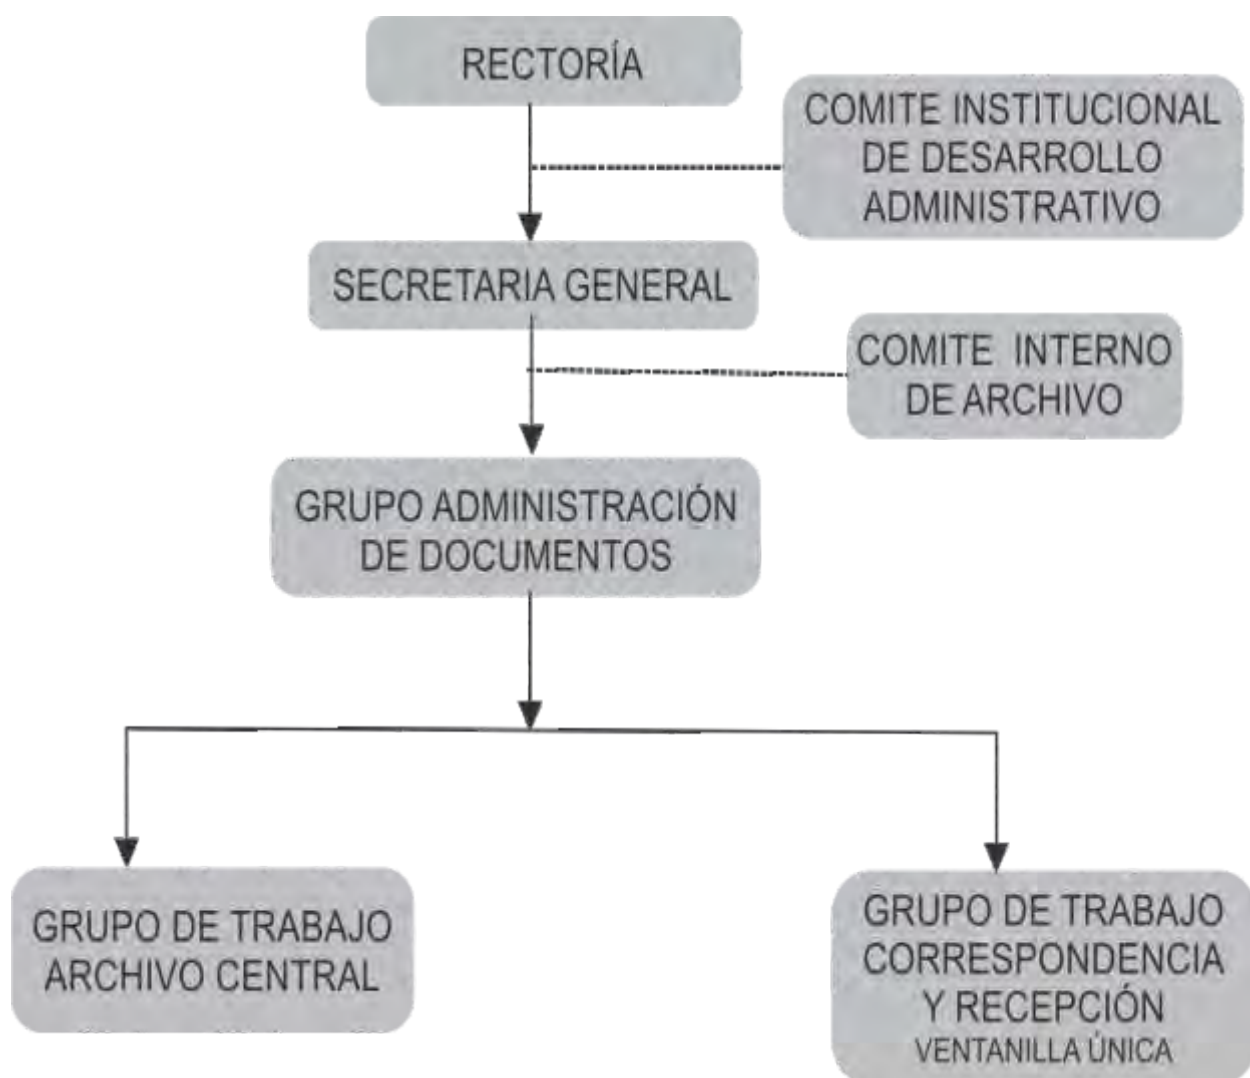 RECTORÍA
COMITE INSTITUCIONAL
DE DESARROLLO
ADMINISTRATIVO
SECRETARIA GENERAL
COMITE INTERNO
DE ARCHIVO
GRUPO ADMINISTRACIÓN
DE DOCUMENTOS
GRUPO DE TRABAJO
ARCHIVO CENTRAL
GRUPO DE TRABAJO
CORRESPONDENCIA
Y RECEPCIÓN
VENTANILLA ÚNICA